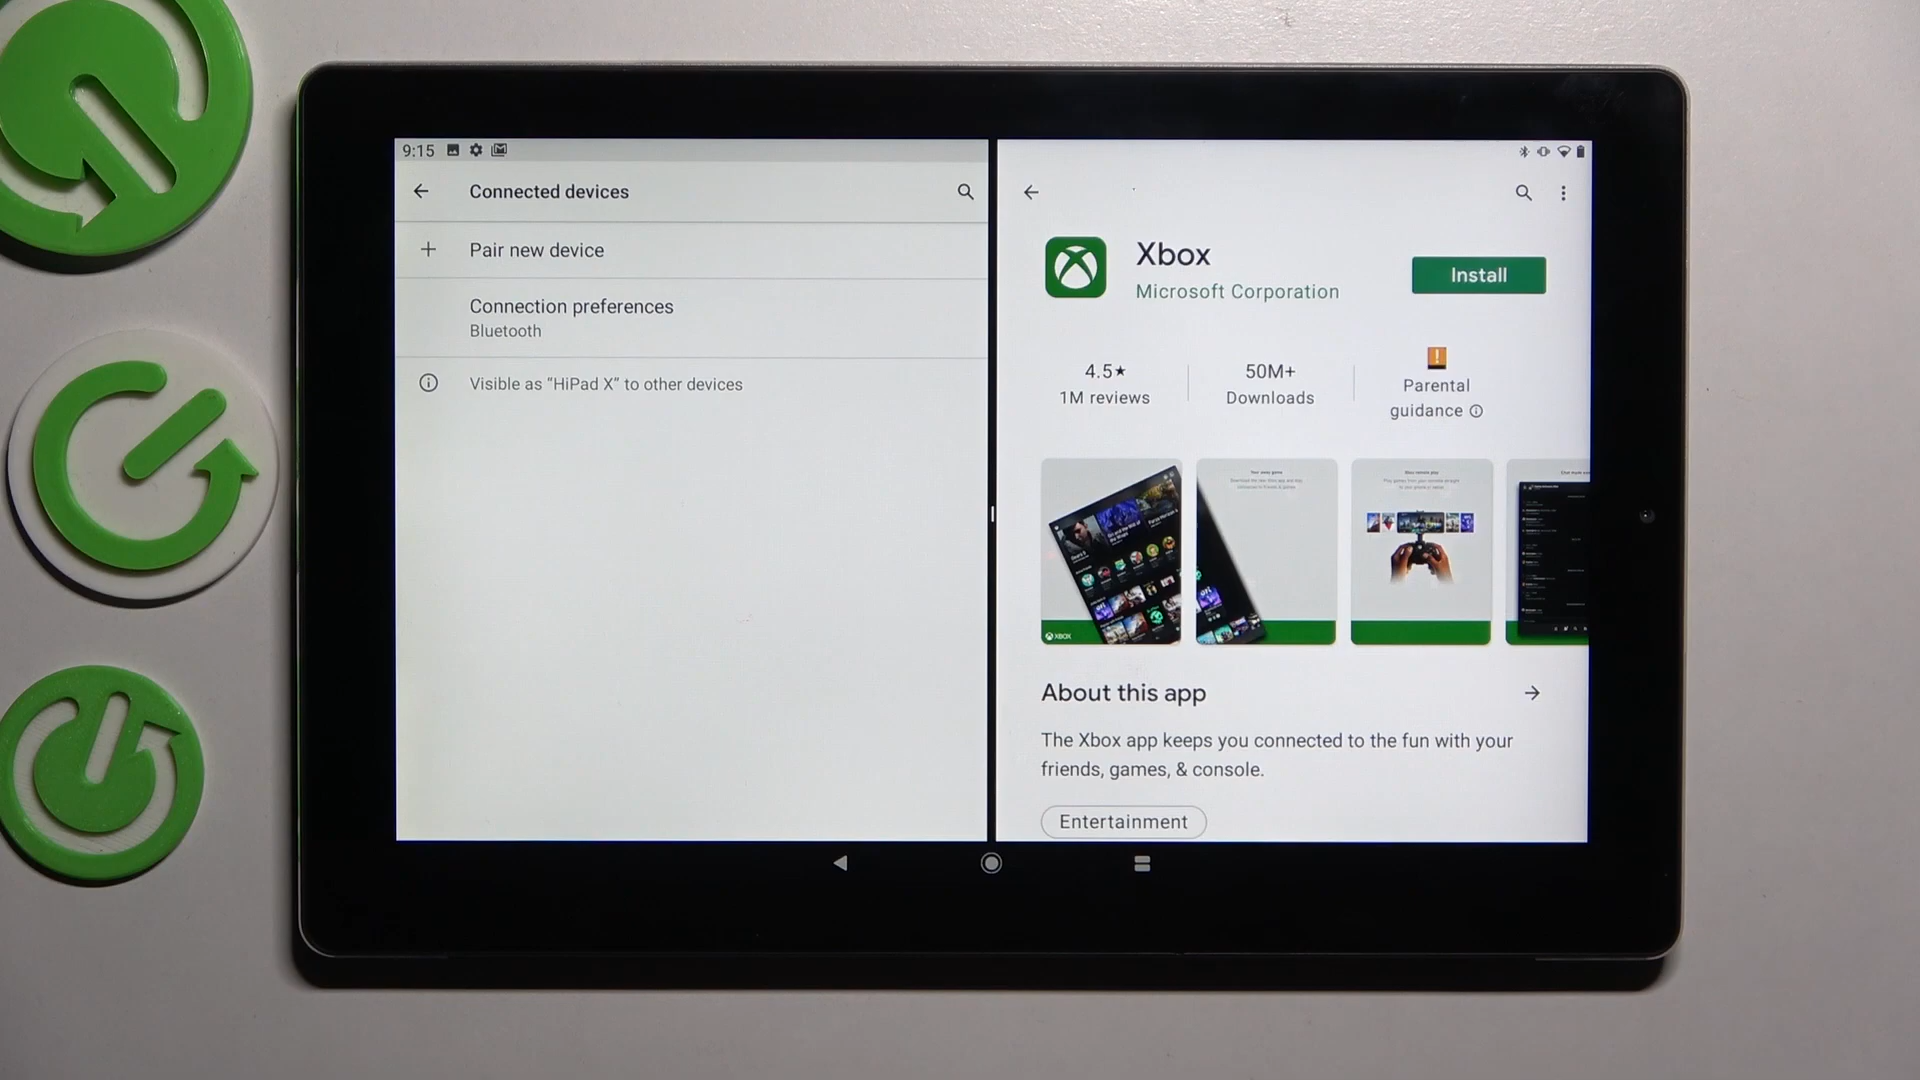 9:15
Connected devices
Pair new device
Connection preferences
Bluetooth
Visible as “HiPad X” to other devices
Xbox
Microsoft Corporation
Install
4.5★
1M reviews
50M+
Downloads
Parental
guidance
XBOX
About this app
The Xbox app keeps you connected to the fun with your
friends, games, & console.
Entertainment